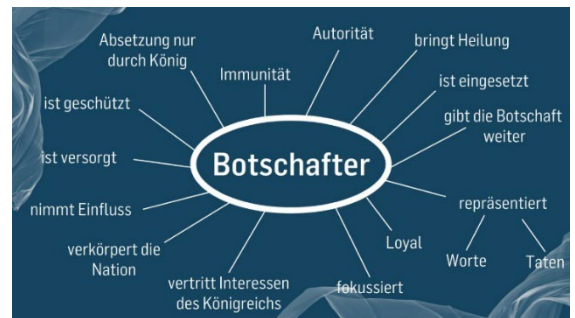 Absetzung nur
durch König
Immunität
Autorität
bringt Heilung
ist eingesetzt
gibt die Botschaft
weiter
ist geschützt
ist versorgt
Botschafter
nimmt Einfluss
repräsentiert
Worte
Taten
verkörpert die
Nation
vertritt Interessen
des Königreichs
fokussiert
Loyal